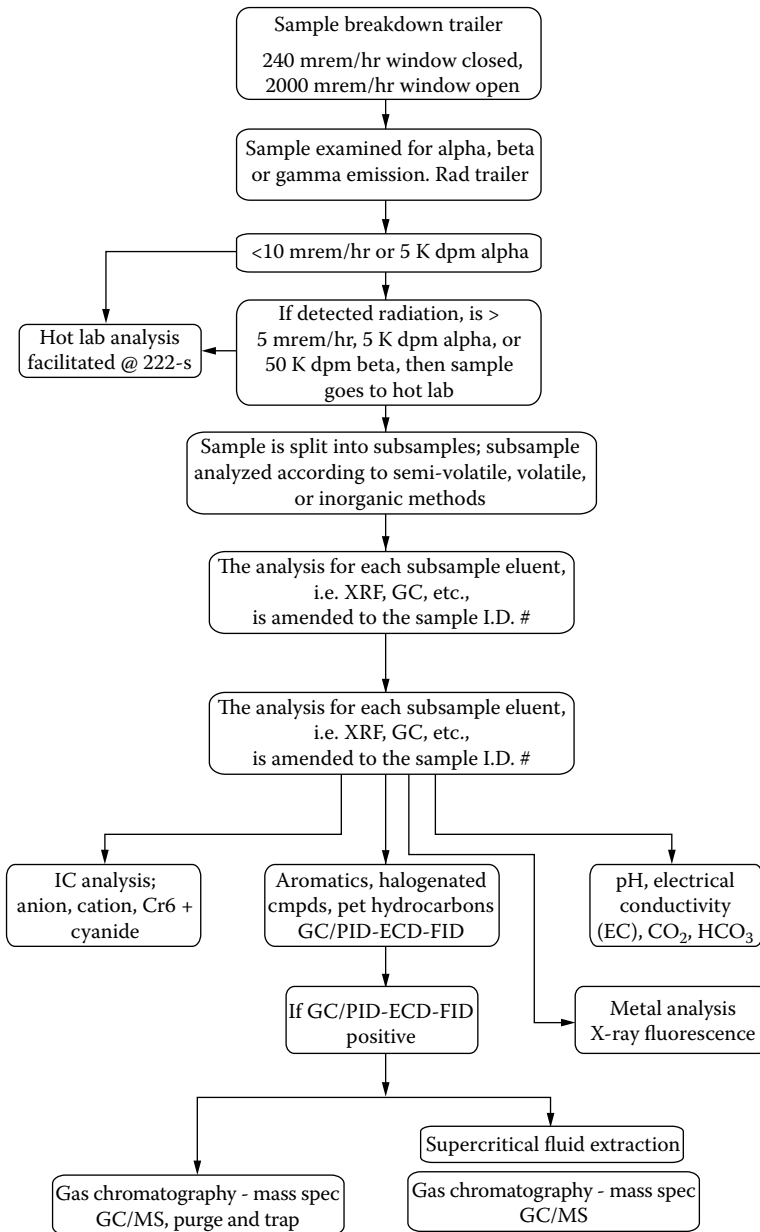 Sample breakdown trailer
240 mrem/hr window closed,
2000 mrem/hr window open
Sample examined for alpha, beta
or gamma emission. Rad trailer
<10 mrem/hr or 5 K dpm alpha
Hot lab analysis
facilitated @ 222-s
If detected radiation, is >
5 mrem/hr, 5 K dpm alpha, or
50 K dpm beta, then sample
goes to hot lab
Sample is split into subsamples; subsample
analyzed according to semi-volatile, volatile,
or inorganic methods
The analysis for each subsample eluent,
i.e. XRF, GC, etc.,
is amended to the sample I.D. #
The analysis for each subsample eluent,
i.e. XRF, GC, etc.,
is amended to the sample I.D. #
IC analysis;
anion, cation, Cr6 +
cyanide
Aromatics, halogenated
cmpds, pet hydrocarbons
GC/PID-ECD-FID
pH, electrical
conductivity
(EC), CO₂, HCO₃
If GC/PID-ECD-FID
positive
Metal analysis
X-ray fluorescence
Gas chromatography - mass spec
GC/MS, purge and trap
Supercritical fluid extraction
Gas chromatography - mass spec
GC/MS